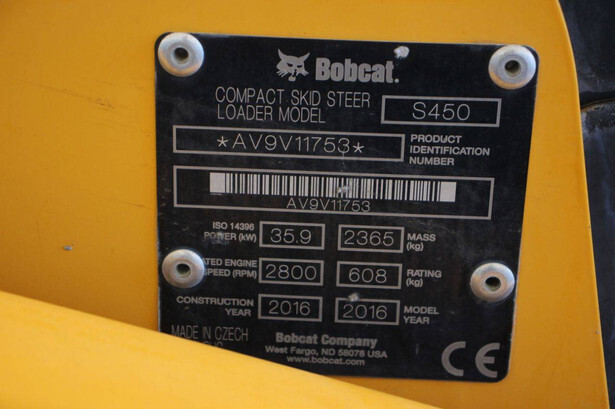 Bobcat.
COMPACT SKID STEER
LOADER MODEL
S450
*AV9V11753*
PRODUCT
IDENTIFICATION
NUMBER
AV9V11753
ISO 14396
POWER (kW)
35.9
2365
MASS
(kg)
SPEED (RPM)
ENGINE
2800
608
RATING
(kg)
CONSTRUCTION
YEAR
2016
2016
MODEL
YEAR
MADE IN CZECH
Bobcat Company
West Fargo, ND 58078 USA
www.bobcat.com
CE